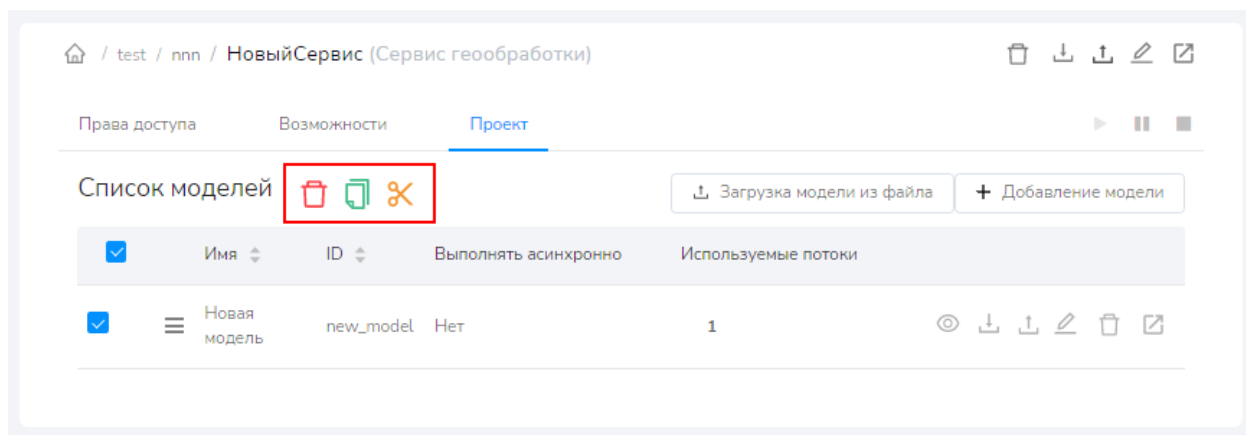 / test / nnn / НовыйСервис (Сервис геообработки)
Права доступа Возможности Проект
Список моделей Загрузка модели из файла + Добавление модели
Имя ID Выполнять асинхронно Используемые потоки
Новая модель new_model Нет 1